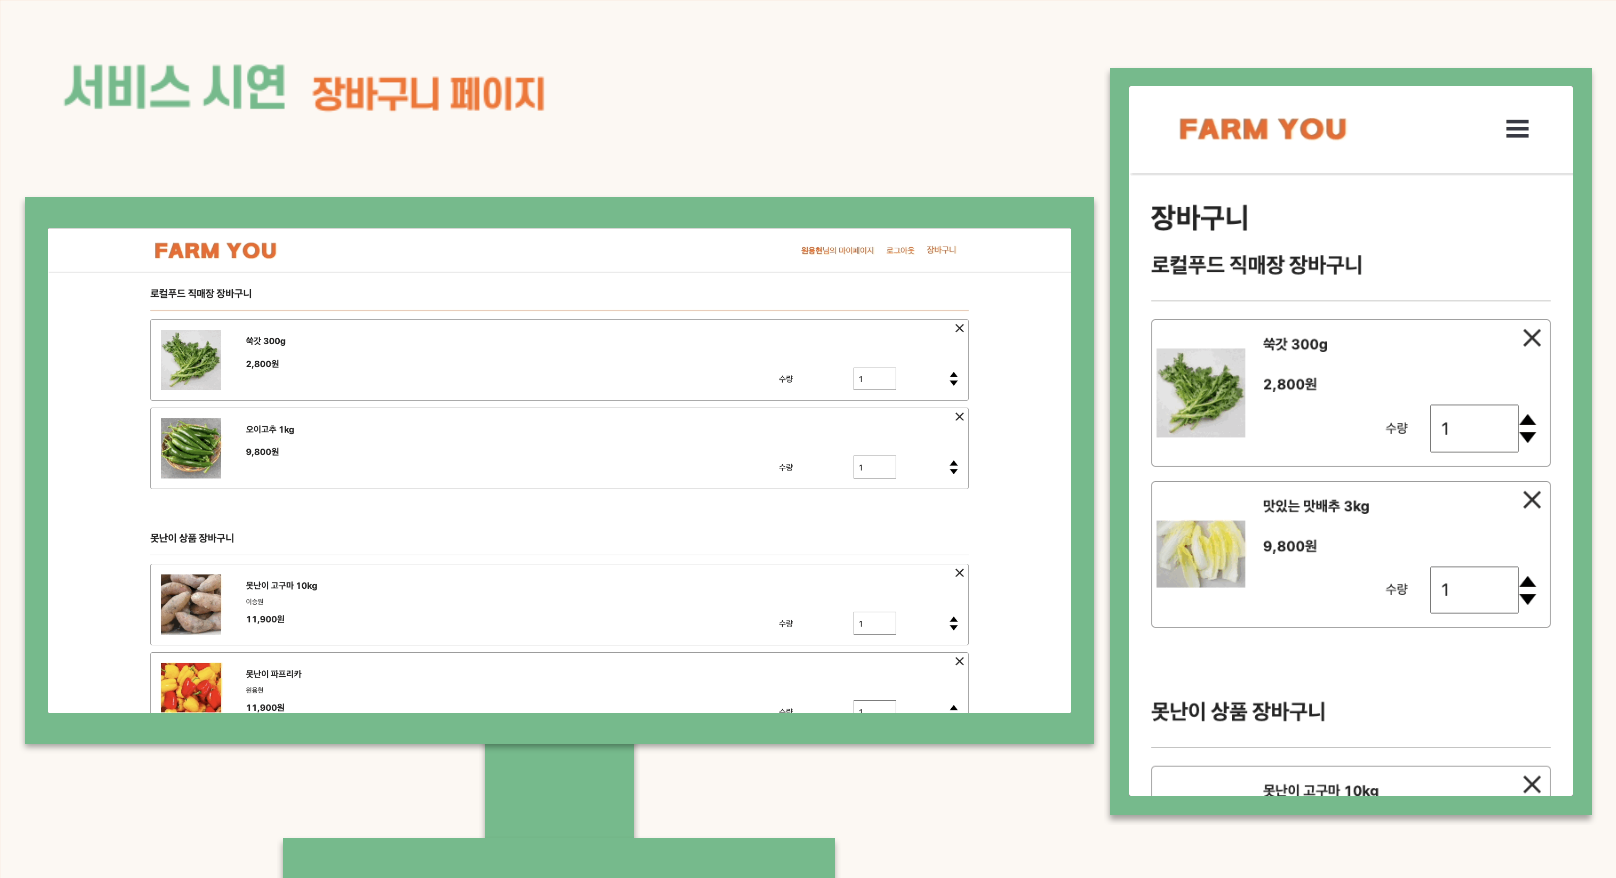 서비스 시연 장바구니 페이지
FARM YOU
원융현님의 마이페이지 로그아웃 장바구니
로컬푸드 직매장 장바구니
쑥갓 300g
2,800원
수량 1
오이고추 1kg
9,800원
수량 1
못난이 상품 장바구니
못난이 고구마 10kg
이승원
11,900원
수량 1
못난이 파프리카
원융현
11,900원
수량 1
FARM YOU
장바구니
로컬푸드 직매장 장바구니
쑥갓 300g
2,800원
수량 1
맛있는 맛배추 3kg
9,800원
수량 1
못난이 상품 장바구니
못난이 고구마 10kg